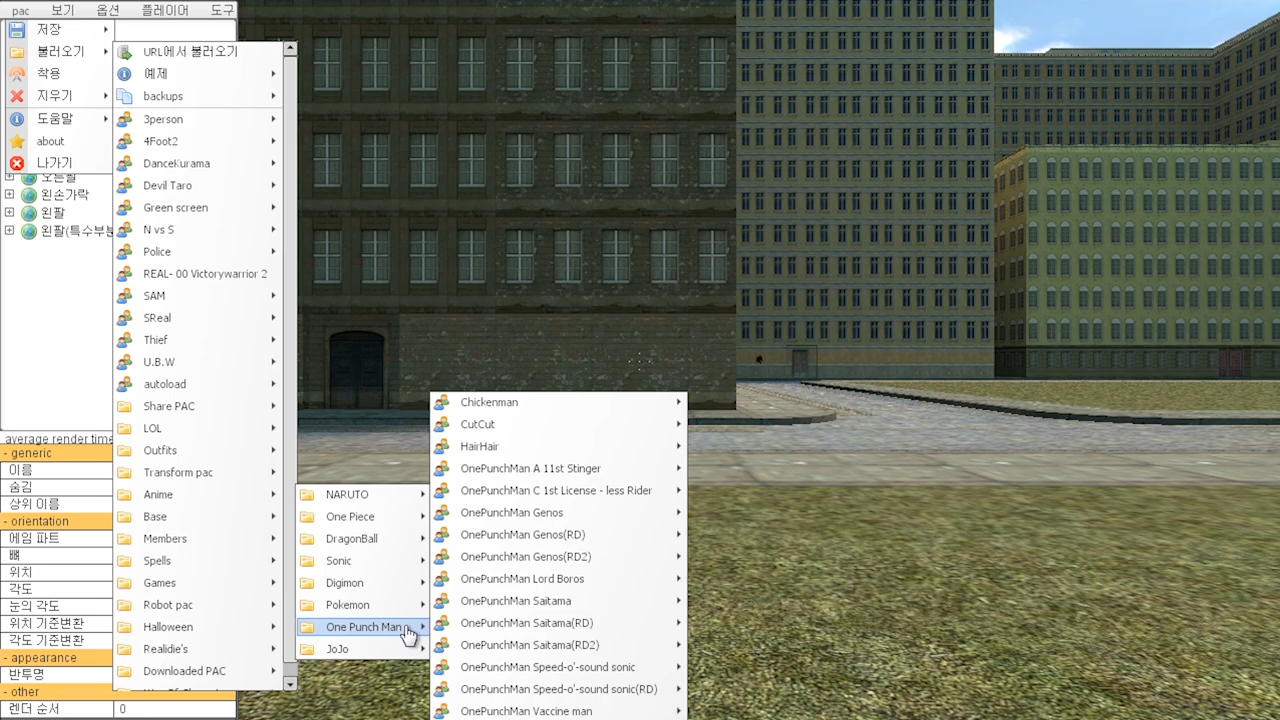 pac 보기 옵션 플레이어 도구
저장
불러오기
착용
지우기
도움말
about
나가기
오른팔
왼손가락
왼팔
왼팔(특수부분
average render time
- generic
이름
숨김
상위 이름
- orientation
에임 파트
뼈
위치
각도
눈의 각도
위치 기준변환
각도 기준변환
- appearance
반투명
- other
렌더 순서 0
URL에서 불러오기
예제
backups
3person
4Foot2
DanceKurama
Devil Taro
Green screen
N vs S
Police
REAL- 00 Victorywarrior 2
SAM
SReal
Thief
U.B.W
autoload
Share PAC
LOL
Outfits
Transform pac
Anime
Base
Members
Spells
Games
Robot pac
Halloween
Realidie's
Downloaded PAC
NARUTO
One Piece
DragonBall
Sonic
Digimon
Pokemon
One Punch Man
JoJo
Chickenman
CutCut
HairHair
OnePunchMan A 11st Stinger
OnePunchMan C 1st License - less Rider
OnePunchMan Genos
OnePunchMan Genos(RD)
OnePunchMan Genos(RD2)
OnePunchMan Lord Boros
OnePunchMan Saitama
OnePunchMan Saitama(RD)
OnePunchMan Saitama(RD2)
OnePunchMan Speed-o'-sound sonic
OnePunchMan Speed-o'-sound sonic(RD)
OnePunchMan Vaccine man